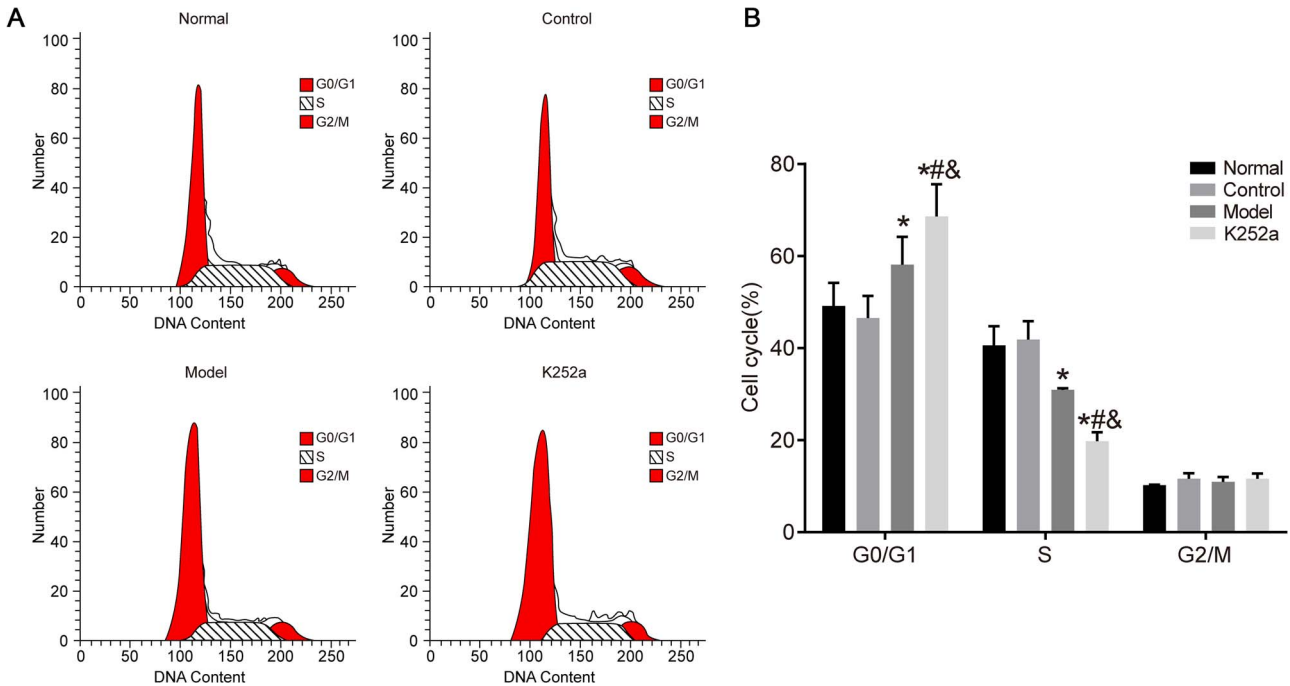 A
Normal
100
80
60
40
20
0
Number
G0/G1
S
G2/M
0 50 100 150 200 250
DNA Content
Control
100
80
60
40
20
0
Number
G0/G1
S
G2/M
0 50 100 150 200 250
DNA Content
Model
100
80
60
40
20
0
Number
G0/G1
S
G2/M
0 50 100 150 200 250
DNA Content
K252a
100
80
60
40
20
0
Number
G0/G1
S
G2/M
0 50 100 150 200 250
DNA Content
B
80
60
40
20
0
Cell cycle(%)
Normal
Control
Model
K252a
*
*#&
*
*#&
G0/G1 S G2/M